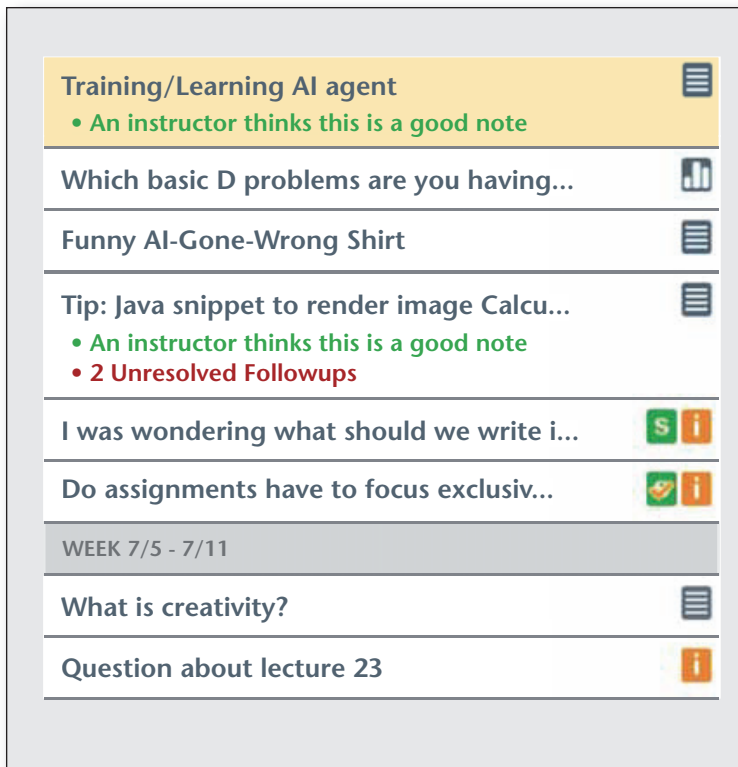 Training/Learning AI agent
• An instructor thinks this is a good note
Which basic D problems are you having...
Funny AI-Gone-Wrong Shirt
Tip: Java snippet to render image Calcu...
• An instructor thinks this is a good note
• 2 Unresolved Followups
I was wondering what should we write i...
S i
Do assignments have to focus exclusiv...
i
WEEK 7/5 - 7/11
What is creativity?
Question about lecture 23
i